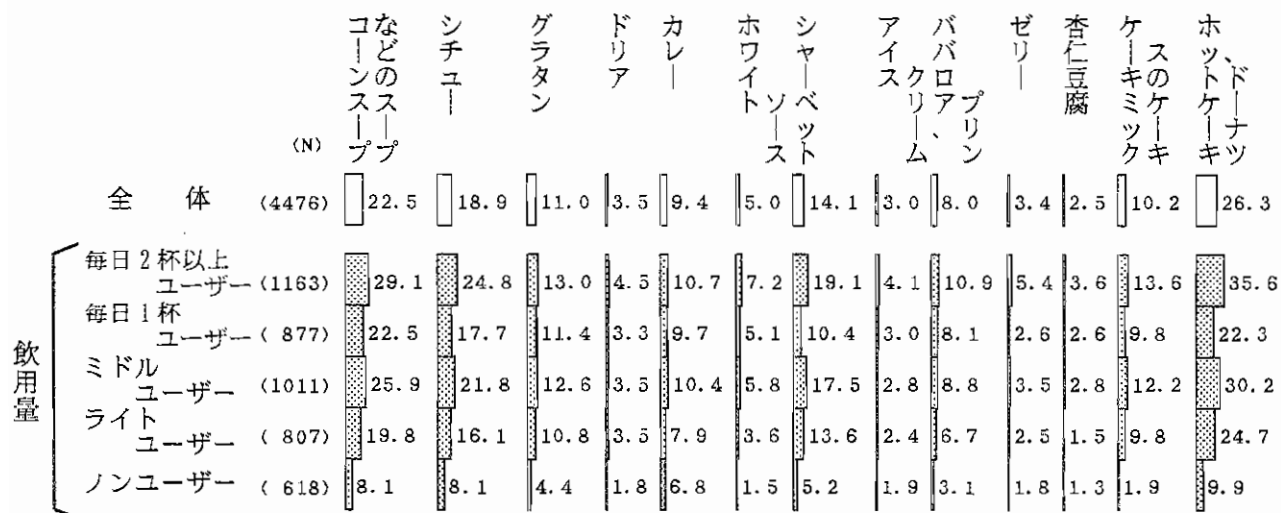 コーンスープ
などのスープ
シチュー
グラタン
ドリア
カレー
ホワイト
ソース
シャーベット
アイス
クリーム
ババロア、
プリン
ゼリー
杏仁豆腐
ケーキミック
スのケーキ
ホットケーキ
、ドーナツ
(N)
全 体 (4476) 22.5 18.9 11.0 3.5 9.4 5.0 14.1 3.0 8.0 3.4 2.5 10.2 26.3
飲用量
毎日2杯以上
ユーザー (1163) 29.1 24.8 13.0 4.5 10.7 7.2 19.1 4.1 10.9 5.4 3.6 13.6 35.6
毎日1杯
ユーザー ( 877) 22.5 17.7 11.4 3.3 9.7 5.1 10.4 3.0 8.1 2.6 2.6 9.8 22.3
ミドル
ユーザー (1011) 25.9 21.8 12.6 3.5 10.4 5.8 17.5 2.8 8.8 3.5 2.8 12.2 30.2
ライト
ユーザー ( 807) 19.8 16.1 10.8 3.5 7.9 3.6 13.6 2.4 6.7 2.5 1.5 9.8 24.7
ノンユーザー ( 618) 8.1 8.1 4.4 1.8 6.8 1.5 5.2 1.9 3.1 1.8 1.3 1.9 9.9